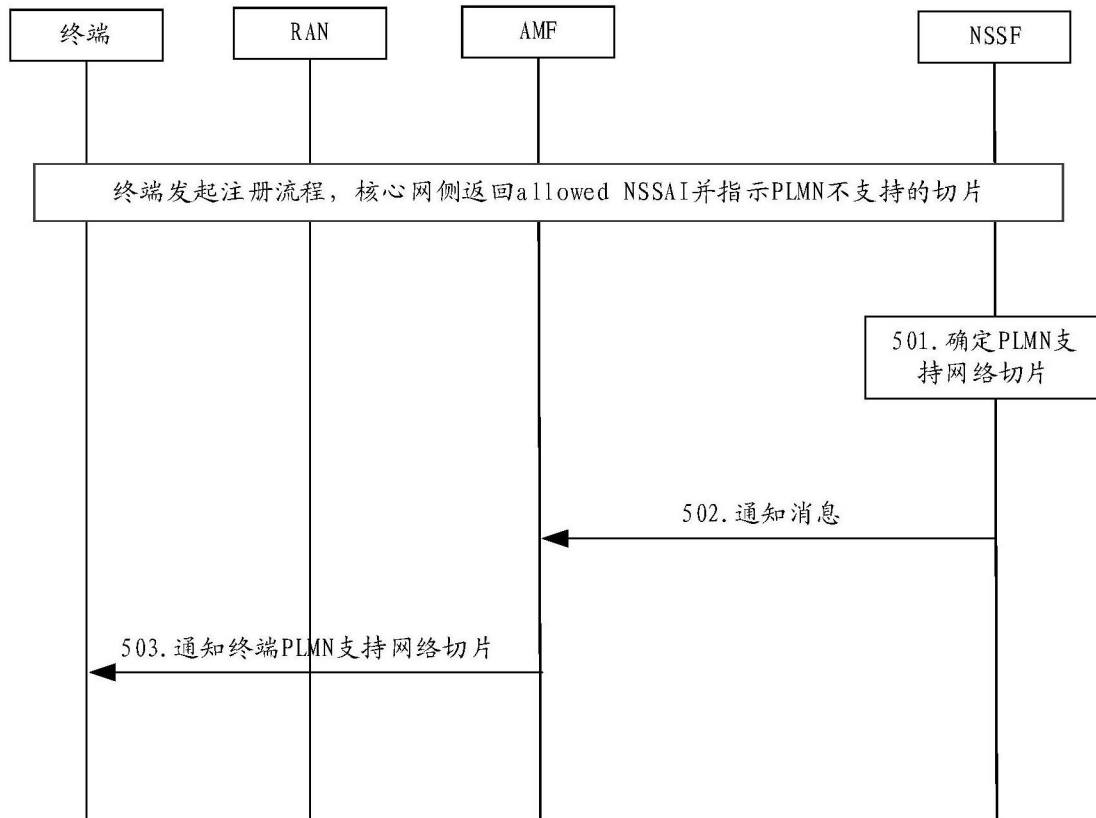 终端
RAN
AMF
NSSF
终端发起注册流程，核心网侧返回allowed NSSAI并指示PLMN不支持的切片
501.确定PLMN支
持网络切片
502.通知消息
503.通知终端PLMN支持网络切片